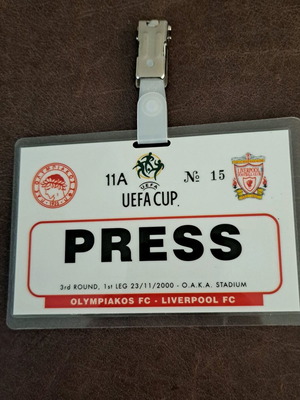 11A
UEFA
UEFA CUP
№ 15
LIVERPOOL
PRESS
3rd ROUND, 1st LEG 23/11/2000 - O.A.K.A. STADIUM
OLYMPIAKOS FC - LIVERPOOL FC